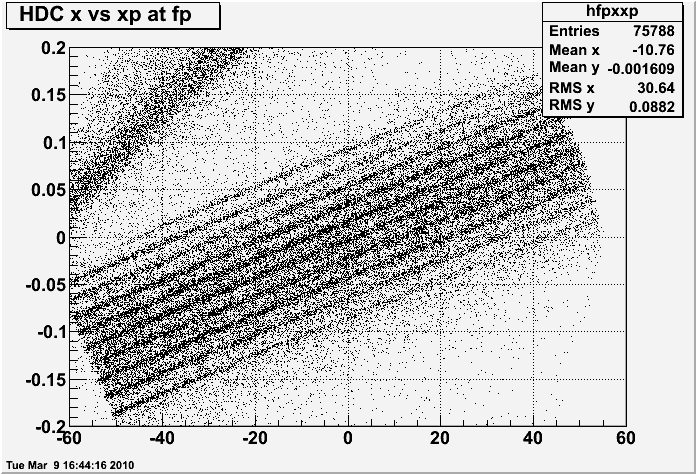 HDC x vs xp at fp
hfpxxp
Entries 75788
Mean x -10.76
Mean y -0.001609
RMS x 30.64
RMS y 0.0882
0.2
0.15
0.1
0.05
0
-0.05
-0.1
-0.15
-0.2
-60 -40 -20 0 20 40 60
Tue Mar 9 16:44:16 2010